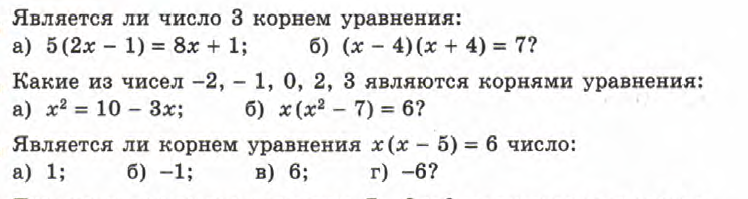 Является ли число 3 корнем уравнения:
а) 5(2x − 1) = 8x + 1; б) (x − 4)(x + 4) = 7?
Какие из чисел −2, − 1, 0, 2, 3 являются корнями уравнения:
а) x² = 10 − 3x; б) x(x² − 7) = 6?
Является ли корнем уравнения x(x − 5) = 6 число:
а) 1; б) −1; в) 6; г) −6?